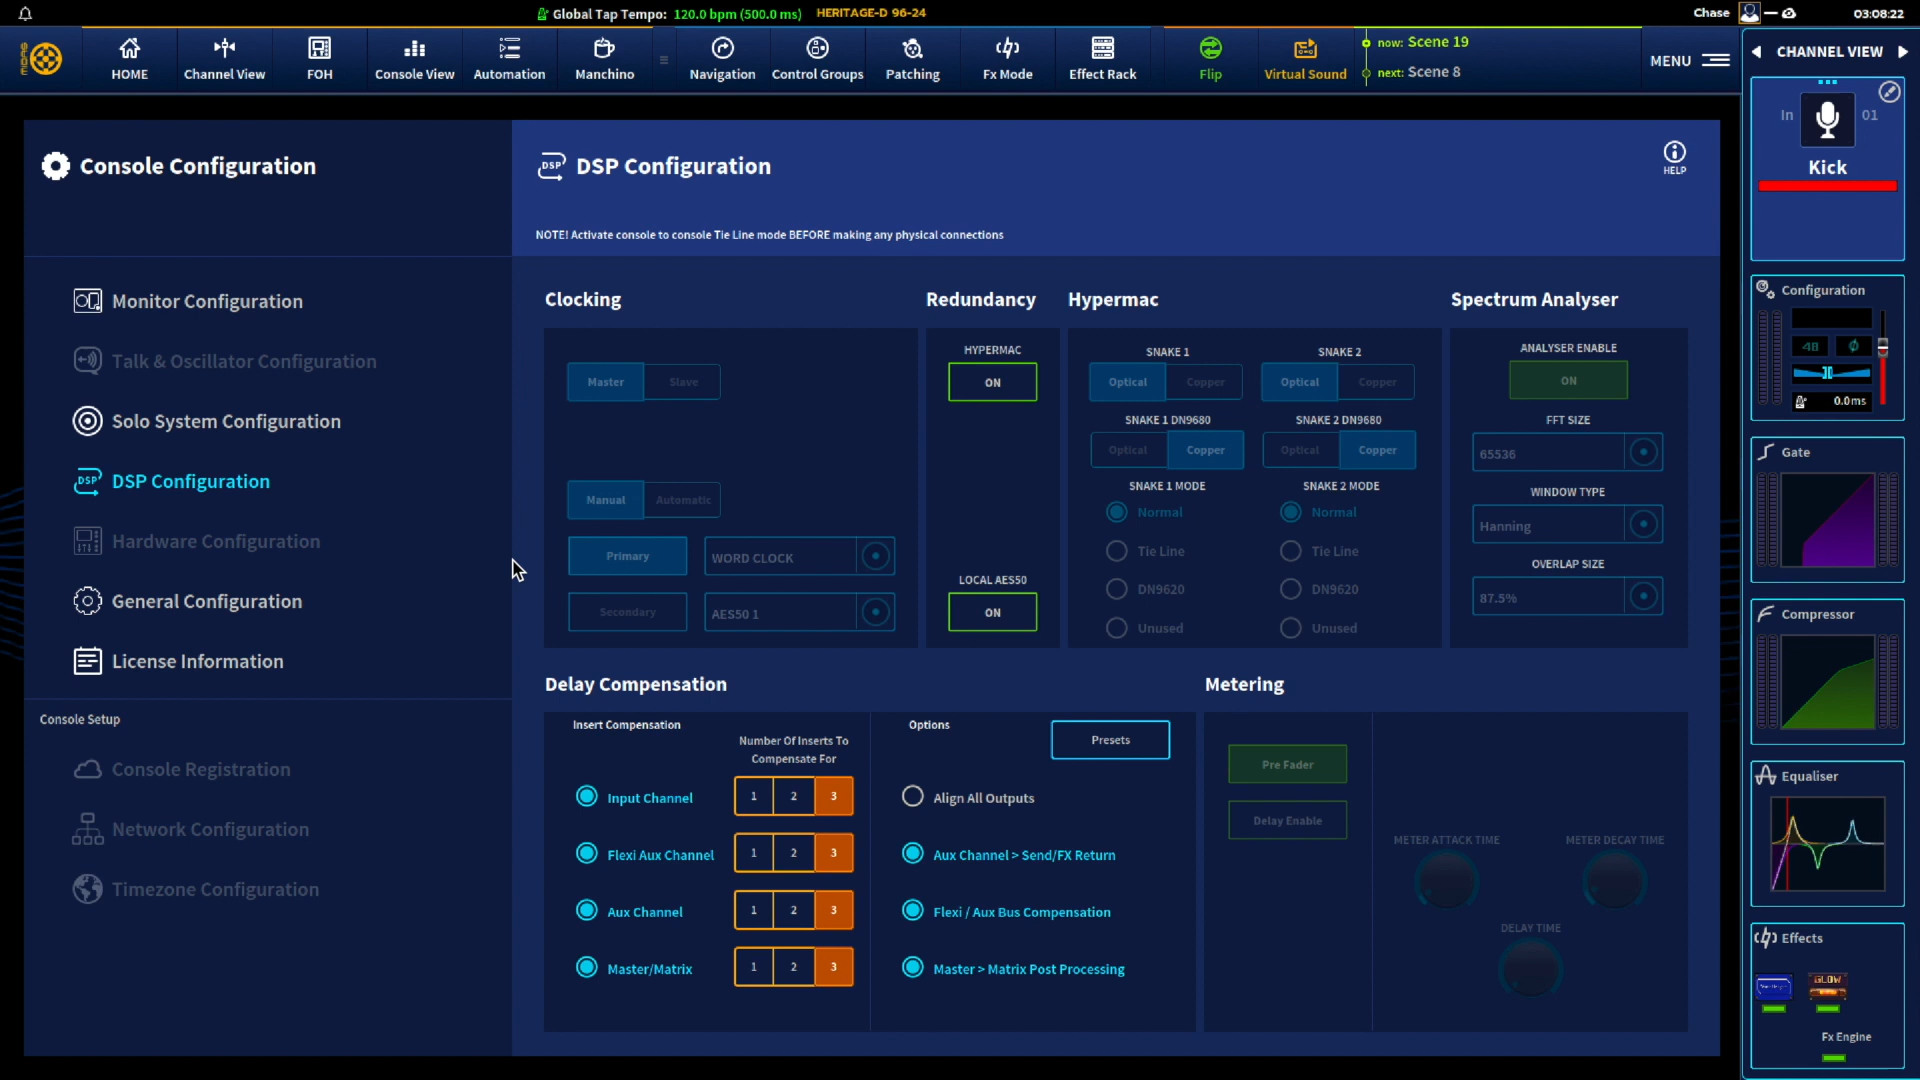 Global Tap Tempo: 120.0 bpm (500.0 ms)
HERITAGE-D 96-24
Chase
03:08:22
MIDAS
HOME
Channel View
FOH
Console View
Automation
Manchino
Navigation
Control Groups
Patching
Fx Mode
Effect Rack
Flip
Virtual Sound
now: Scene 19
next: Scene 8
MENU
CHANNEL VIEW
Console Configuration
Monitor Configuration
Talk & Oscillator Configuration
Solo System Configuration
DSP
DSP Configuration
Hardware Configuration
General Configuration
License Information
Console Setup
Console Registration
Network Configuration
Timezone Configuration
DSP
DSP Configuration
HELP
NOTE! Activate console to console Tie Line mode BEFORE making any physical connections
Clocking
Master
Slave
Manual
Automatic
Primary
WORD CLOCK
Secondary
AES50 1
Redundancy
HYPERMAC
ON
LOCAL AES50
ON
Hypermac
SNAKE 1
Optical
Copper
SNAKE 1 DN9680
Optical
Copper
SNAKE 1 MODE
Normal
Tie Line
DN9620
Unused
SNAKE 2
Optical
Copper
SNAKE 2 DN9680
Optical
Copper
SNAKE 2 MODE
Normal
Tie Line
DN9620
Unused
Spectrum Analyser
ANALYSER ENABLE
ON
FFT SIZE
65536
WINDOW TYPE
Hanning
OVERLAP SIZE
87.5%
Delay Compensation
Insert Compensation
Number Of Inserts To
Compensate For
Input Channel
1 2 3
Flexi Aux Channel
1 2 3
Aux Channel
1 2 3
Master/Matrix
1 2 3
Options
Presets
Align All Outputs
Aux Channel > Send/FX Return
Flexi / Aux Bus Compensation
Master > Matrix Post Processing
Metering
Pre Fader
Delay Enable
METER ATTACK TIME
METER DECAY TIME
DELAY TIME
In
01
Kick
Configuration
48
0.0ms
Gate
Compressor
Equaliser
Effects
GLOW
Fx Engine